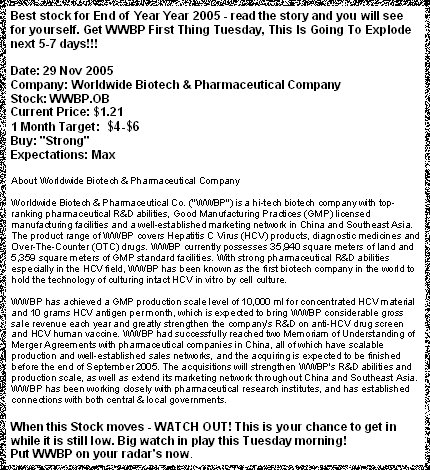 Best stock for End of Year Year 2005 - read the story and you will see
for yourself. Get WWBP First Thing Tuesday, This Is Going To Explode
next 5-7 days!!!
Date: 29 Nov 2005
Company: Worldwide Biotech & Pharmaceutical Company
Stock: WWBP.OB
Current Price: $1.21
1 Month Target: $4-$6
Buy: "Strong"
Expectations: Max
About Worldwide Biotech & Pharmaceutical Company
Worldwide Biotech & Pharmaceutical Co. ("WWBP") is a hi-tech biotech company with top-
ranking pharmaceutical R&D abilities, Good Manufacturing Practices (GMP) licensed
manufacturing facilities and a well-established marketing network in China and Southeast Asia.
The product range of WWBP covers Hepatitis C Virus (HCV) products, diagnostic medicines and
Over-The-Counter (OTC) drugs. WWBP currently possesses 35,940 square meters of land and
5,359 square meters of GMP standard facilities. With strong pharmaceutical R&D abilities
especially in the HCV field, WWBP has been known as the first biotech company in the world to
hold the technology of culturing intact HCV in vitro by cell culture.
WWBP has achieved a GMP production scale level of 10,000 ml for concentrated HCV material
and 10 grams HCV antigen per month, which is expected to bring WWBP considerable gross
sale revenue each year and greatly strengthen the company's R&D on anti-HCV drug screen
and HCV human vaccine. WWBP had successfully reached two Memoriam of Understanding of
Merger Agreements with pharmaceutical companies in China, all of which have scalable
production and well-established sales networks, and the acquiring is expected to be finished
before the end of September 2005. The acquisitions will strengthen WWBP's R&D abilities and
production scale, as well as extend its marketing network throughout China and Southeast Asia.
WWBP has been working closely with pharmaceutical research institutes, and has established
connections with both central & local governments.
When this Stock moves - WATCH OUT! This is your chance to get in
while it is still low. Big watch in play this Tuesday morning!
Put WWBP on your radar's now.